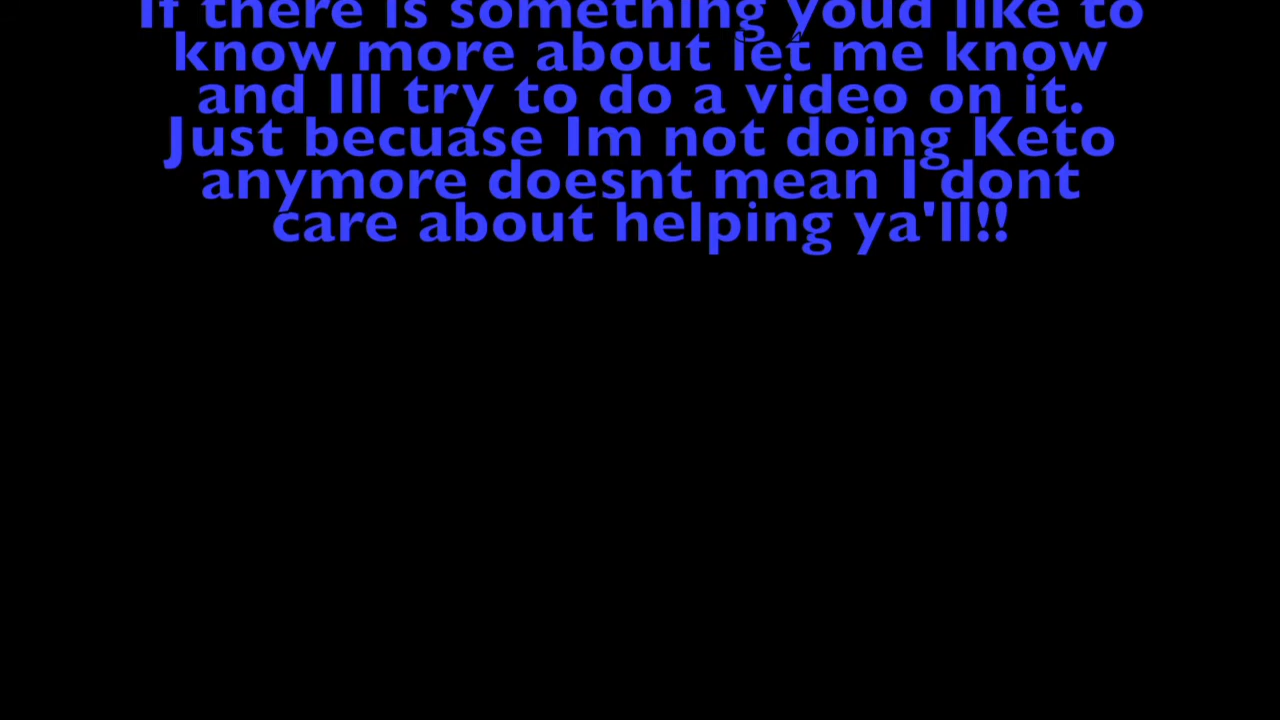 If there is something youd like to
know more about let me know
and Ill try to do a video on it.
Just becuase Im not doing Keto
anymore doesnt mean I dont
care about helping ya'll!!